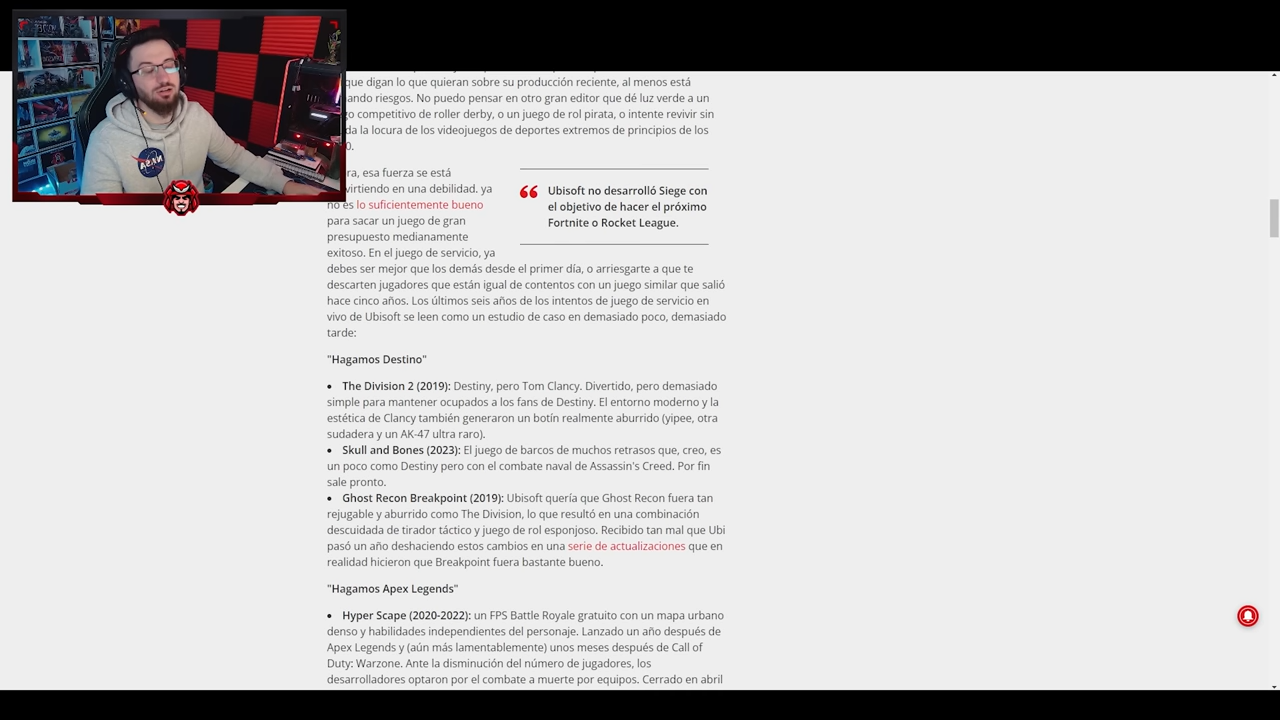 que digan lo que quieran sobre su producción reciente, al menos está
ando riesgos. No puedo pensar en otro gran editor que dé luz verde a un
go competitivo de roller derby, o un juego de rol pirata, o intente revivir sin
da la locura de los videojuegos de deportes extremos de principios de los
0.
ra, esa fuerza se está
virtiendo en una debilidad. ya
no es lo suficientemente bueno
para sacar un juego de gran
presupuesto medianamente
exitoso. En el juego de servicio, ya
Ubisoft no desarrolló Siege con
el objetivo de hacer el próximo
Fortnite o Rocket League.
debes ser mejor que los demás desde el primer día, o arriesgarte a que te
descarten jugadores que están igual de contentos con un juego similar que salió
hace cinco años. Los últimos seis años de los intentos de juego de servicio en
vivo de Ubisoft se leen como un estudio de caso en demasiado poco, demasiado
tarde:
"Hagamos Destino"
• The Division 2 (2019): Destiny, pero Tom Clancy. Divertido, pero demasiado
simple para mantener ocupados a los fans de Destiny. El entorno moderno y la
estética de Clancy también generaron un botín realmente aburrido (yipee, otra
sudadera y un AK-47 ultra raro).
• Skull and Bones (2023): El juego de barcos de muchos retrasos que, creo, es
un poco como Destiny pero con el combate naval de Assassin's Creed. Por fin
sale pronto.
• Ghost Recon Breakpoint (2019): Ubisoft quería que Ghost Recon fuera tan
rejugable y aburrido como The Division, lo que resultó en una combinación
descuidada de tirador táctico y juego de rol esponjoso. Recibido tan mal que Ubi
pasó un año deshaciendo estos cambios en una serie de actualizaciones que en
realidad hicieron que Breakpoint fuera bastante bueno.
"Hagamos Apex Legends"
• Hyper Scape (2020-2022): un FPS Battle Royale gratuito con un mapa urbano
denso y habilidades independientes del personaje. Lanzado un año después de
Apex Legends y (aún más lamentablemente) unos meses después de Call of
Duty: Warzone. Ante la disminución del número de jugadores, los
desarrolladores optaron por el combate a muerte por equipos. Cerrado en abril